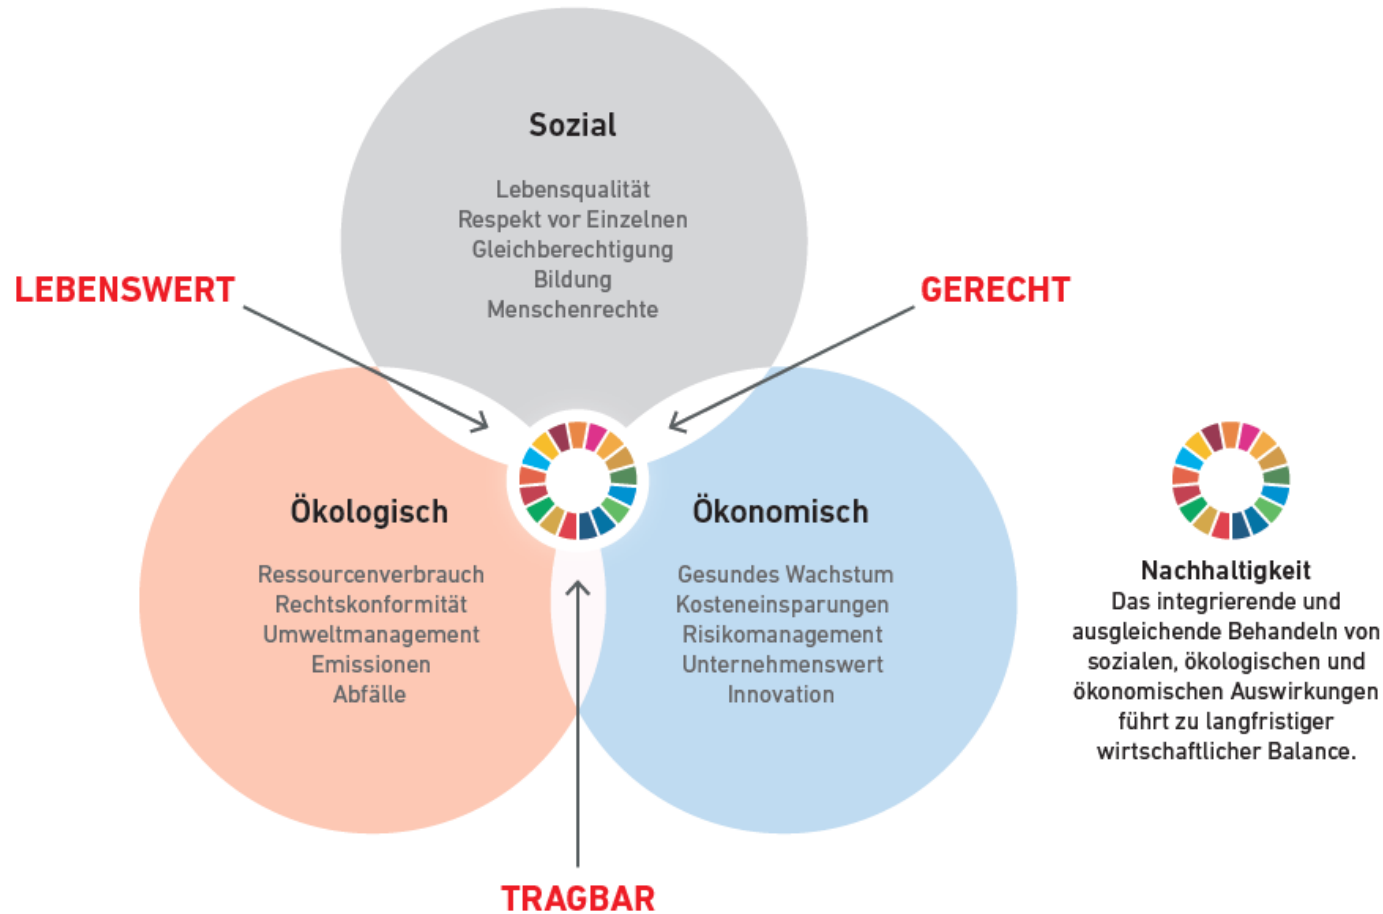 Sozial
Lebensqualität
Respekt vor Einzelnen
Gleichberechtigung
Bildung
Menschenrechte
LEBENSWERT
GERECHT
Ökologisch
Ressourcenverbrauch
Rechtskonformität
Umweltmanagement
Emissionen
Abfälle
Ökonomisch
Gesundes Wachstum
Kosteneinsparungen
Risikomanagement
Unternehmenswert
Innovation
Nachhaltigkeit
Das integrierende und
ausgleichende Behandeln von
sozialen, ökologischen und
ökonomischen Auswirkungen
führt zu langfristiger
wirtschaftlicher Balance.
TRAGBAR